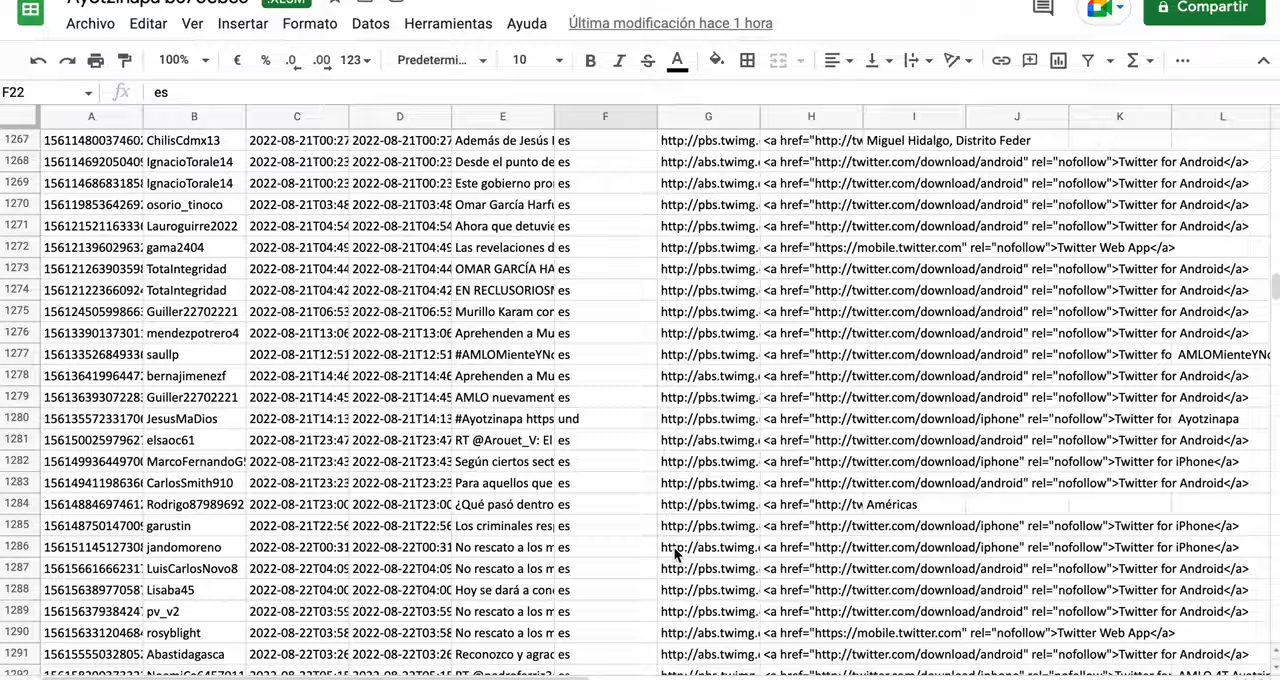 Archivo Editar Ver Insertar Formato Datos Herramientas Ayuda Última modificación hace 1 hora Compartir
100% € % .0 .00 123 Predetermi... 10 B I S A
F22 fx es
A B C D E F G H I J K L
1267 156114800374602 ChilisCdmx13 2022-08-21T00:27 2022-08-21T00:27 Además de Jesús es http://pbs.twimg. <a href="http://tw Miguel Hidalgo, Distrito Feder
1268 156114692050409 IgnacioTorale14 2022-08-21T00:23 2022-08-21T00:23 Desde el punto de es http://abs.twimg. <a href="http://twitter.com/download/android" rel="nofollow">Twitter for Android</a>
1269 156114686831858 IgnacioTorale14 2022-08-21T00:23 2022-08-21T00:23 Este gobierno pro es http://abs.twimg. <a href="http://twitter.com/download/android" rel="nofollow">Twitter for Android</a>
1270 156119853642692 osorio_tinoco 2022-08-21T03:48 2022-08-21T03:48 Omar García Harfu es http://pbs.twimg. <a href="http://twitter.com/download/android" rel="nofollow">Twitter for Android</a>
1271 156121521163336 Lauroguirre2022 2022-08-21T04:54 2022-08-21T04:54 Ahora que detuvie es http://pbs.twimg. <a href="http://twitter.com/download/android" rel="nofollow">Twitter for Android</a>
1272 156121396029632 gama2404 2022-08-21T04:49 2022-08-21T04:49 Las revelaciones d es http://pbs.twimg. <a href="https://mobile.twitter.com" rel="nofollow">Twitter Web App</a>
1273 156121263903598 TotaIntegridad 2022-08-21T04:44 2022-08-21T04:44 OMAR GARCÍA HA es http://pbs.twimg. <a href="http://twitter.com/download/android" rel="nofollow">Twitter for Android</a>
1274 156121223660924 TotaIntegridad 2022-08-21T04:42 2022-08-21T04:42 EN RECLUSORIOS es http://pbs.twimg. <a href="http://twitter.com/download/android" rel="nofollow">Twitter for Android</a>
1275 156124505998662 Guiller22702221 2022-08-21T06:53 2022-08-21T06:53 Murillo Karam con es http://pbs.twimg. <a href="http://twitter.com/download/android" rel="nofollow">Twitter for Android</a>
1276 156133901373011 mendezpotrero4 2022-08-21T13:06 2022-08-21T13:06 Aprehenden a Mu es http://pbs.twimg. <a href="http://twitter.com/download/android" rel="nofollow">Twitter for Android</a>
1277 156133526849330 saullp 2022-08-21T12:51 2022-08-21T12:51 #AMLOMienteYNo es http://pbs.twimg. <a href="http://twitter.com/download/android" rel="nofollow">Twitter fo AMLOMienteYNo
1278 156136419964472 bernajimenezf 2022-08-21T14:46 2022-08-21T14:46 Aprehenden a Mu es http://abs.twimg. <a href="http://twitter.com/download/android" rel="nofollow">Twitter for Android</a>
1279 156136393072283 Guiller22702221 2022-08-21T14:45 2022-08-21T14:45 AMLO nuevament es http://pbs.twimg. <a href="http://twitter.com/download/android" rel="nofollow">Twitter for Android</a>
1280 156135572331700 JesusMaDios 2022-08-21T14:13 2022-08-21T14:13 #Ayotzinapa https und http://pbs.twimg. <a href="http://twitter.com/download/iphone" rel="nofollow">Twitter for Ayotzinapa
1281 156150025979627 elsaoc61 2022-08-21T23:47 2022-08-21T23:47 RT @Arouet_V: El es http://abs.twimg. <a href="http://twitter.com/download/android" rel="nofollow">Twitter for Android</a>
1282 156149936449700 MarcoFernandoG 2022-08-21T23:43 2022-08-21T23:43 Según ciertos sect es http://pbs.twimg. <a href="http://twitter.com/download/iphone" rel="nofollow">Twitter for iPhone</a>
1283 156149411986360 CarlosSmith910 2022-08-21T23:23 2022-08-21T23:23 Para aquellos que es http://pbs.twimg. <a href="http://twitter.com/download/android" rel="nofollow">Twitter for Android</a>
1284 156148846974612 Rodrigo87989692 2022-08-21T23:00 2022-08-21T23:00 ¿Qué pasó dentro es http://pbs.twimg. <a href="http://tw Américas
1285 156148750147009 garustin 2022-08-21T22:56 2022-08-21T22:56 Los criminales res es http://pbs.twimg. <a href="http://twitter.com/download/iphone" rel="nofollow">Twitter for iPhone</a>
1286 156151145127308 jandomoreno 2022-08-22T00:31 2022-08-22T00:31 No rescato a los m es http://abs.twimg. <a href="http://twitter.com/download/iphone" rel="nofollow">Twitter for iPhone</a>
1287 156156616662317 LuisCarlosNovo8 2022-08-22T04:09 2022-08-22T04:09 No rescato a los m es http://pbs.twimg. <a href="http://twitter.com/download/android" rel="nofollow">Twitter for Android</a>
1288 156156389770587 Lisaba45 2022-08-22T04:00 2022-08-22T04:00 Hoy se dará a con es http://abs.twimg. <a href="http://twitter.com/download/android" rel="nofollow">Twitter for Android</a>
1289 156156379384247 pv_v2 2022-08-22T03:59 2022-08-22T03:59 No rescato a los m es http://pbs.twimg. <a href="http://twitter.com/download/android" rel="nofollow">Twitter for Android</a>
1290 156156331204684 rosyblight 2022-08-22T03:58 2022-08-22T03:58 No rescato a los m es http://abs.twimg. <a href="https://mobile.twitter.com" rel="nofollow">Twitter Web App</a>
1291 156155550328052 Abastidagasca 2022-08-22T03:26 2022-08-22T03:26 Reconozco y agrac es http://abs.twimg. <a href="http://twitter.com/download/android" rel="nofollow">Twitter for Android</a>